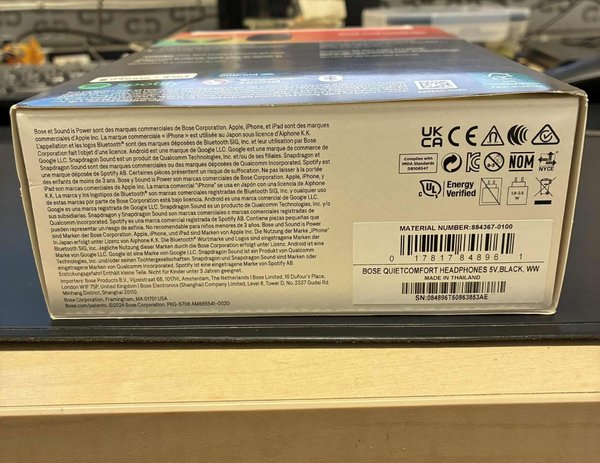 Bose et Sound is Power sont des marques commerciales de Bose Corporation. Apple, iPhone, et iPad sont des marques
commerciales d'Apple Inc. La marque commerciale « iPhone » est utilisée au Japon sous licence d'Aiphone K.K.
L'appellation et les logos Bluetooth® sont des marques déposées de Bluetooth SIG, Inc. et leur utilisation par Bose
Corporation fait l'objet d'une licence. Android est une marque de Google LLC. Google est une marque de commerce de
Google LLC. Snapdragon Sound est un produit de Qualcomm Technologies, Inc. et/ou de ses filiales. Snapdragon et
Snapdragon Sound sont des marques commerciales ou des marques déposées de Qualcomm Incorporated. Spotify est
une marque déposée de Spotify AB. Certaines pièces présentent un risque de suffocation. Ne pas laisser à la portée
des enfants de moins de 3 ans. Bose y Sound is Power son marcas comerciales de Bose Corporation. Apple, iPhone, y
iPad son marcas comerciales de Apple Inc. La marca comercial "iPhone" se usa en Japón con una licencia de Aiphone
K.K. La marca y los logotipos de Bluetooth® son marcas registradas de Bluetooth SIG, Inc. y cualquier uso
de estas marcas por parte de Bose Corporation está bajo licencia. Android es una marca comercial de Google LLC.
Google es una marca comercial de Google LLC. Snapdragon Sound es un producto de Qualcomm Technologies, Inc. y/o
sus subsidiarias. Snapdragon y Snapdragon Sound son marcas comerciales o marcas comerciales registradas de
Qualcomm Incorporated. Spotify es una marca comercial registrada de Spotify AB. Contiene piezas pequeñas que
pueden representar un riesgo de asfixia. No recomendado para niños menores de 3 años. Bose und Sound is Power
sind Marken der Bose Corporation. Apple, iPhone, und iPad sind Marken von Apple Inc. Die Nutzung der Marke „iPhone"
in Japan erfolgt unter Lizenz von Aiphone K.K. Die Bluetooth® Wortmarke und Logos sind eingetragene Marken von Bluetooth
SIG, Inc. Jegliche Nutzung dieser Marken durch die Bose Corporation erfolgt unter Lizenz. Android ist eine Marke von
Google LLC. Google ist eine Marke von Google LLC. Snapdragon Sound ist ein Produkt von Qualcomm
Technologies, Inc. und/oder seinen Tochtergesellschaften. Snapdragon und Snapdragon Sound sind Marken oder
eingetragene Marken von Qualcomm Incorporated. Spotify ist eine eingetragene Marke von Spotify AB.
Erstickungsgefahr! Enthält kleine Teile. Nicht für Kinder unter 3 Jahren geeignet.
Importers: Bose Products B.V., Vijzelstraat 68, 1017HL Amsterdam, The Netherlands | Bose Limited, 16 Dufour's Place,
London W1F 7SP, United Kingdom | Bose Electronics (Shanghai) Company Limited, Level 6, Tower D, No. 2337 Gudai Rd.
Minhang District, Shanghai 201100
Bose Corporation, Framingham, MA 01701 USA
Patents: ©2024 Bose Corporation. PKG-5706 AM885541-0020
UK
CA
CE
Complies with
IMDA Standards
DB106547
NOM
NYCE
UL
Energy
Verified
MATERIAL NUMBER:884367-0100
0 17817 84896 1
BOSE QUIETCOMFORT HEADPHONES 5V,BLACK, WW
MADE IN THAILAND
SN:084896T50863853AE